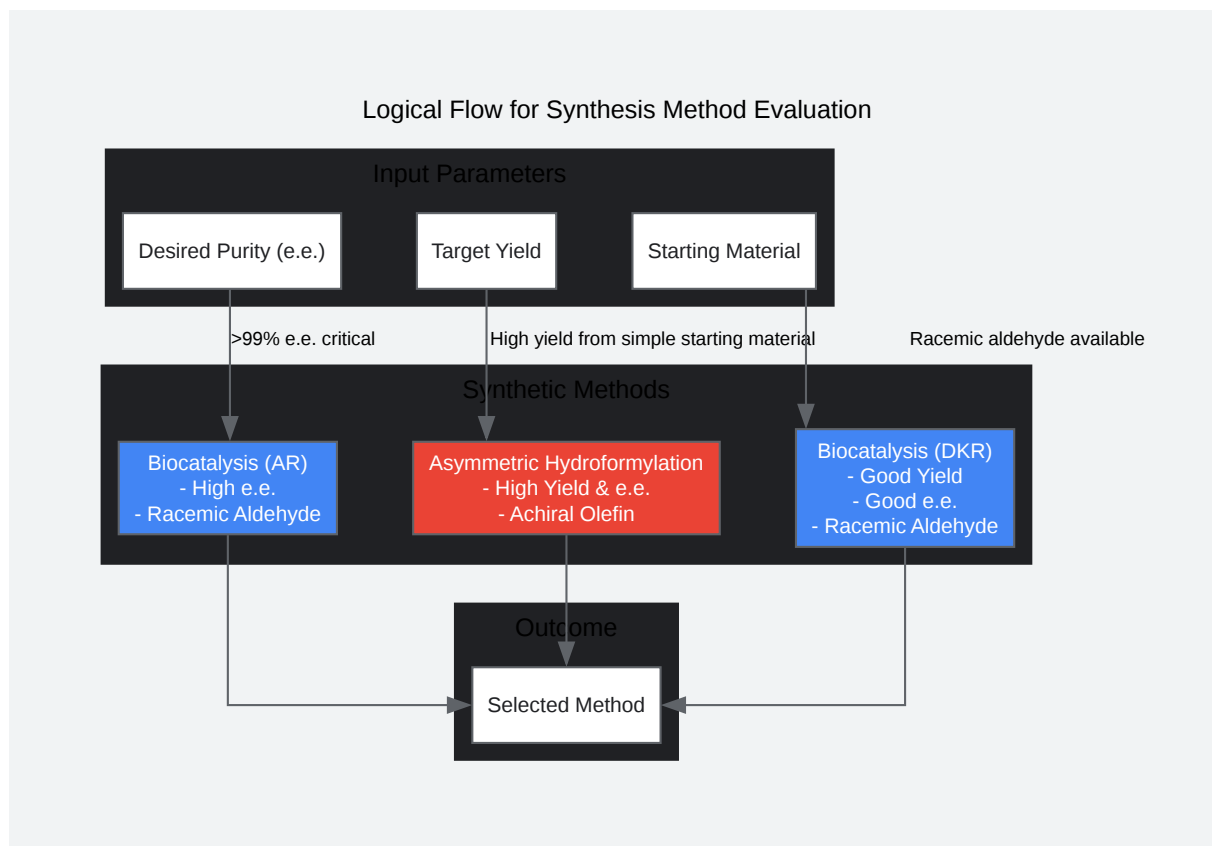 Logical Flow for Synthesis Method Evaluation
Input Parameters
Desired Purity (e.e.)
Target Yield
Starting Material
>99% e.e. critical
High yield from simple starting material
Racemic aldehyde available
Synthetic Methods
Biocatalysis (AR)
- High e.e.
- Racemic Aldehyde
Asymmetric Hydroformylation
- High Yield & e.e.
- Achiral Olefin
Biocatalysis (DKR)
- Good Yield
- Good e.e.
- Racemic Aldehyde
Outcome
Selected Method